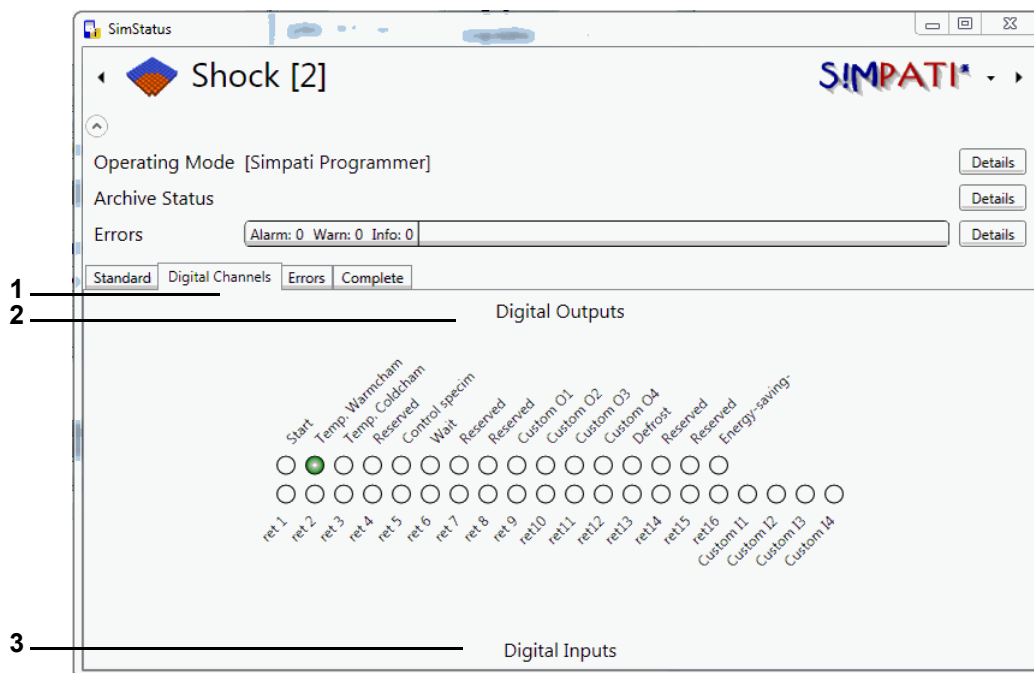 SimStatus
Shock [2]
S!MPATI*
Operating Mode [Simpati Programmer]
Details
Archive Status
Details
Errors
Alarm: 0 Warn: 0 Info: 0
Details
Standard
Digital Channels
Errors
Complete
1
2
Digital Outputs
Start
Temp. Warmcham
Temp. Coldcham
Reserved
Control specim
Wait
Reserved
Reserved
Custom O1
Custom O2
Custom O3
Custom O4
Defrost
Reserved
Reserved
Energy-saving-
ret 1
ret 2
ret 3
ret 4
ret 5
ret 6
ret 7
ret 8
ret 9
ret10
ret11
ret12
ret13
ret14
ret15
ret16
Custom I1
Custom I2
Custom I3
Custom I4
3
Digital Inputs